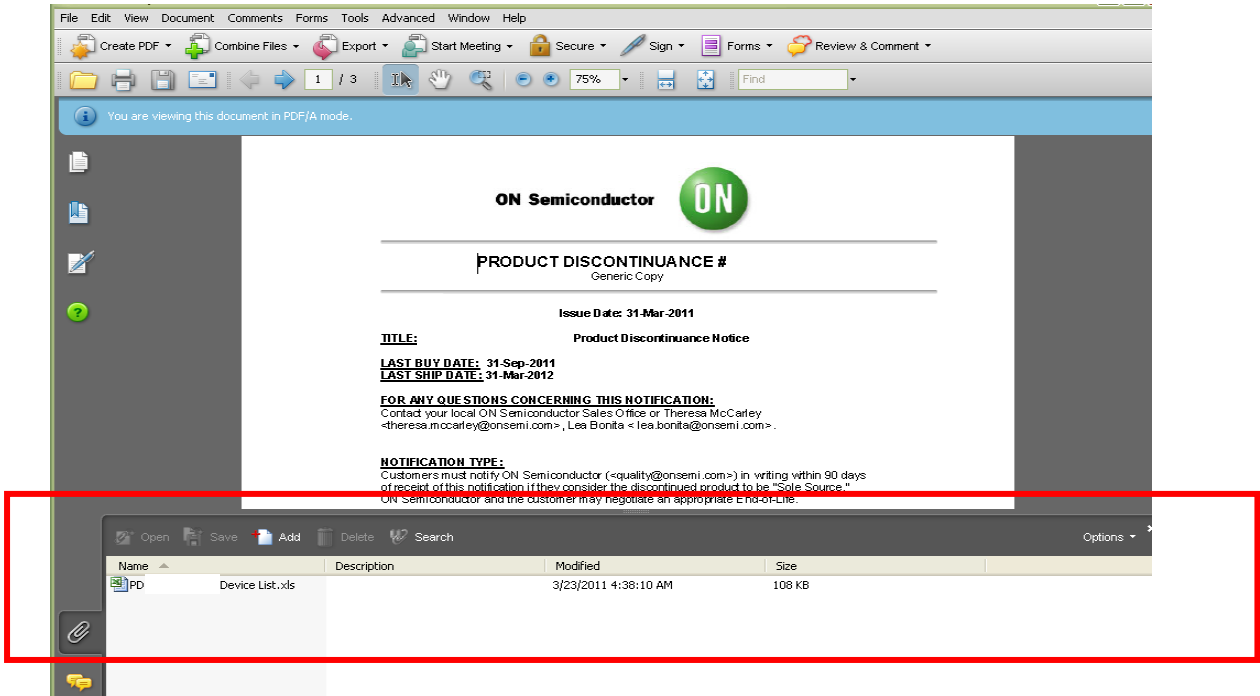 File Edit View Document Comments Forms Tools Advanced Window Help
Create PDF Combine Files Export Start Meeting Secure Sign Forms Review & Comment
1 / 3 75% Find
You are viewing this document in PDF/A mode.
ON Semiconductor ON
PRODUCT DISCONTINUANCE #
Generic Copy
Issue Date: 31-Mar-2011
TITLE: Product Discontinuance Notice
LAST BUY DATE: 31-Sep-2011
LAST SHIP DATE: 31-Mar-2012
FOR ANY QUESTIONS CONCERNING THIS NOTIFICATION:
Contact your local ON Semiconductor Sales Office or Theresa McCarley
<theresa.mccarley@onsemi.com>, Lea Bonita < lea.bonita@onsemi.com>.
NOTIFICATION TYPE:
Customers must notify ON Semiconductor (<quality@onsemi.com>) in writing within 90 days
of receipt of this notification if they consider the discontinued product to be "Sole Source."
ON Semiconductor and the customer may negotiate an appropriate End-of-Life.
Open Save Add Delete Search Options
Name Description Modified Size
PD Device List.xls 3/23/2011 4:38:10 AM 108 KB